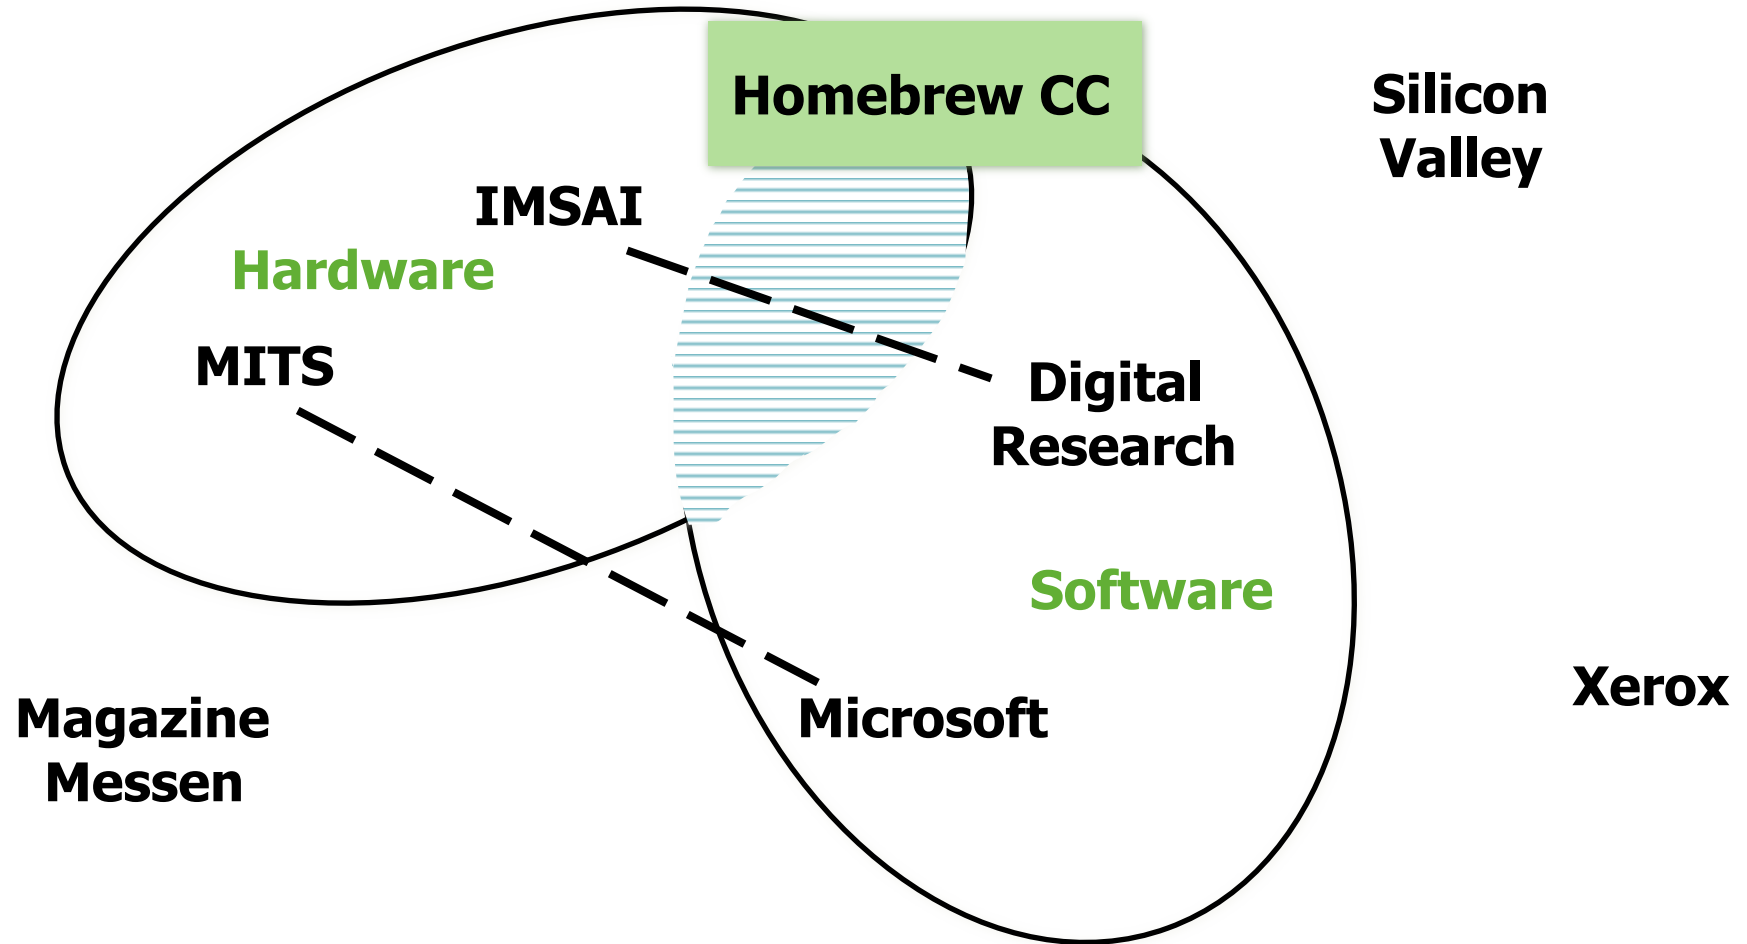 Homebrew CC
Silicon
Valley
IMSAI
Hardware
MITS
Digital
Research
Software
Xerox
Magazine
Messen
Microsoft